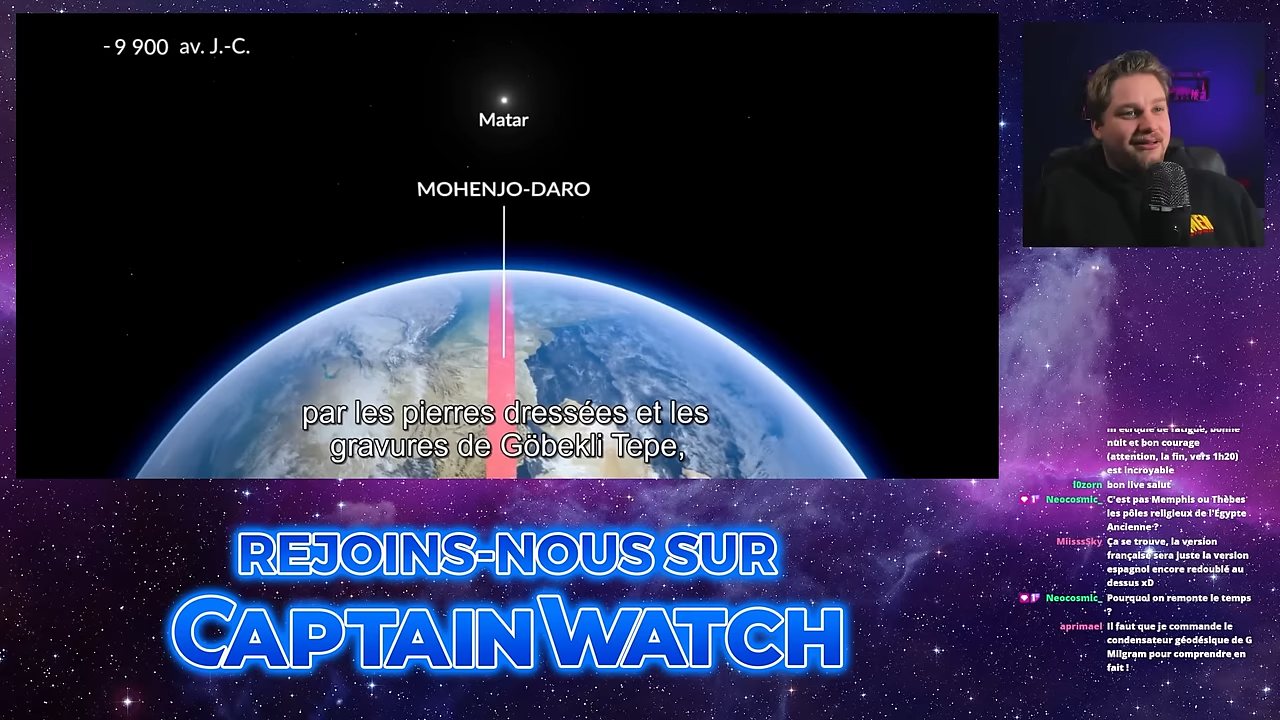 -9 900 av. J.-C.
Matar
MOHENJO-DARO
par les pierres dressées et les
gravures de Göbekli Tepe,
REJOINS-NOUS SUR
CAPTAINWATCH
nuit et bon courage
(attention, la fin, vers 1h20)
est incroyable
l0zorn bon live salut
Neocosmic_ C'est pas Memphis ou Thèbes
les pôles religieux de l'Égypte
Ancienne ?
MiisssSky Ça se trouve, la version
française sera juste la version
espagnol encore redoublé au
dessus xD
Neocosmic_ Pourquoi on remonte le temps
?
aprimael Il faut que je commande le
condensateur géodésique de G
Milgram pour comprendre en
fait !